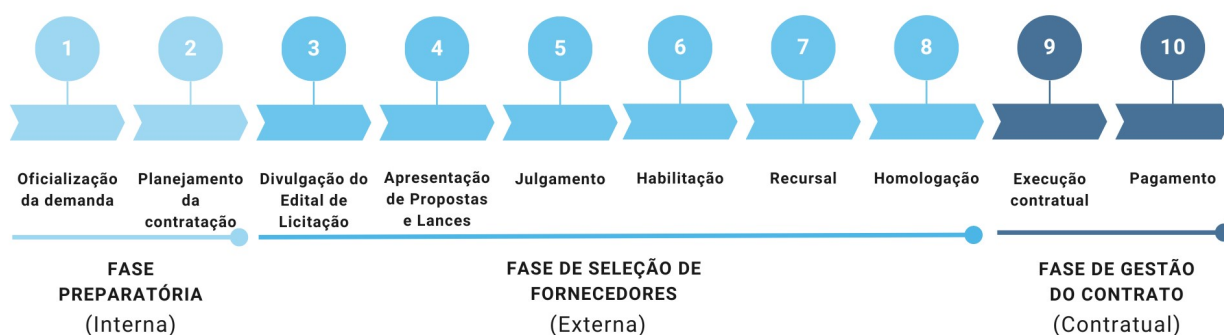 1
2
3
4
5
6
7
8
9
10
Oficialização
da demanda
Planejamento
da
contratação
Divulgação do
Edital de
Licitação
Apresentação
de Propostas
e Lances
Julgamento
Habilitação
Recursal
Homologação
Execução
contratual
Pagamento
FASE
PREPARATÓRIA
(Interna)
FASE DE SELEÇÃO DE
FORNECEDORES
(Externa)
FASE DE GESTÃO
DO CONTRATO
(Contratual)